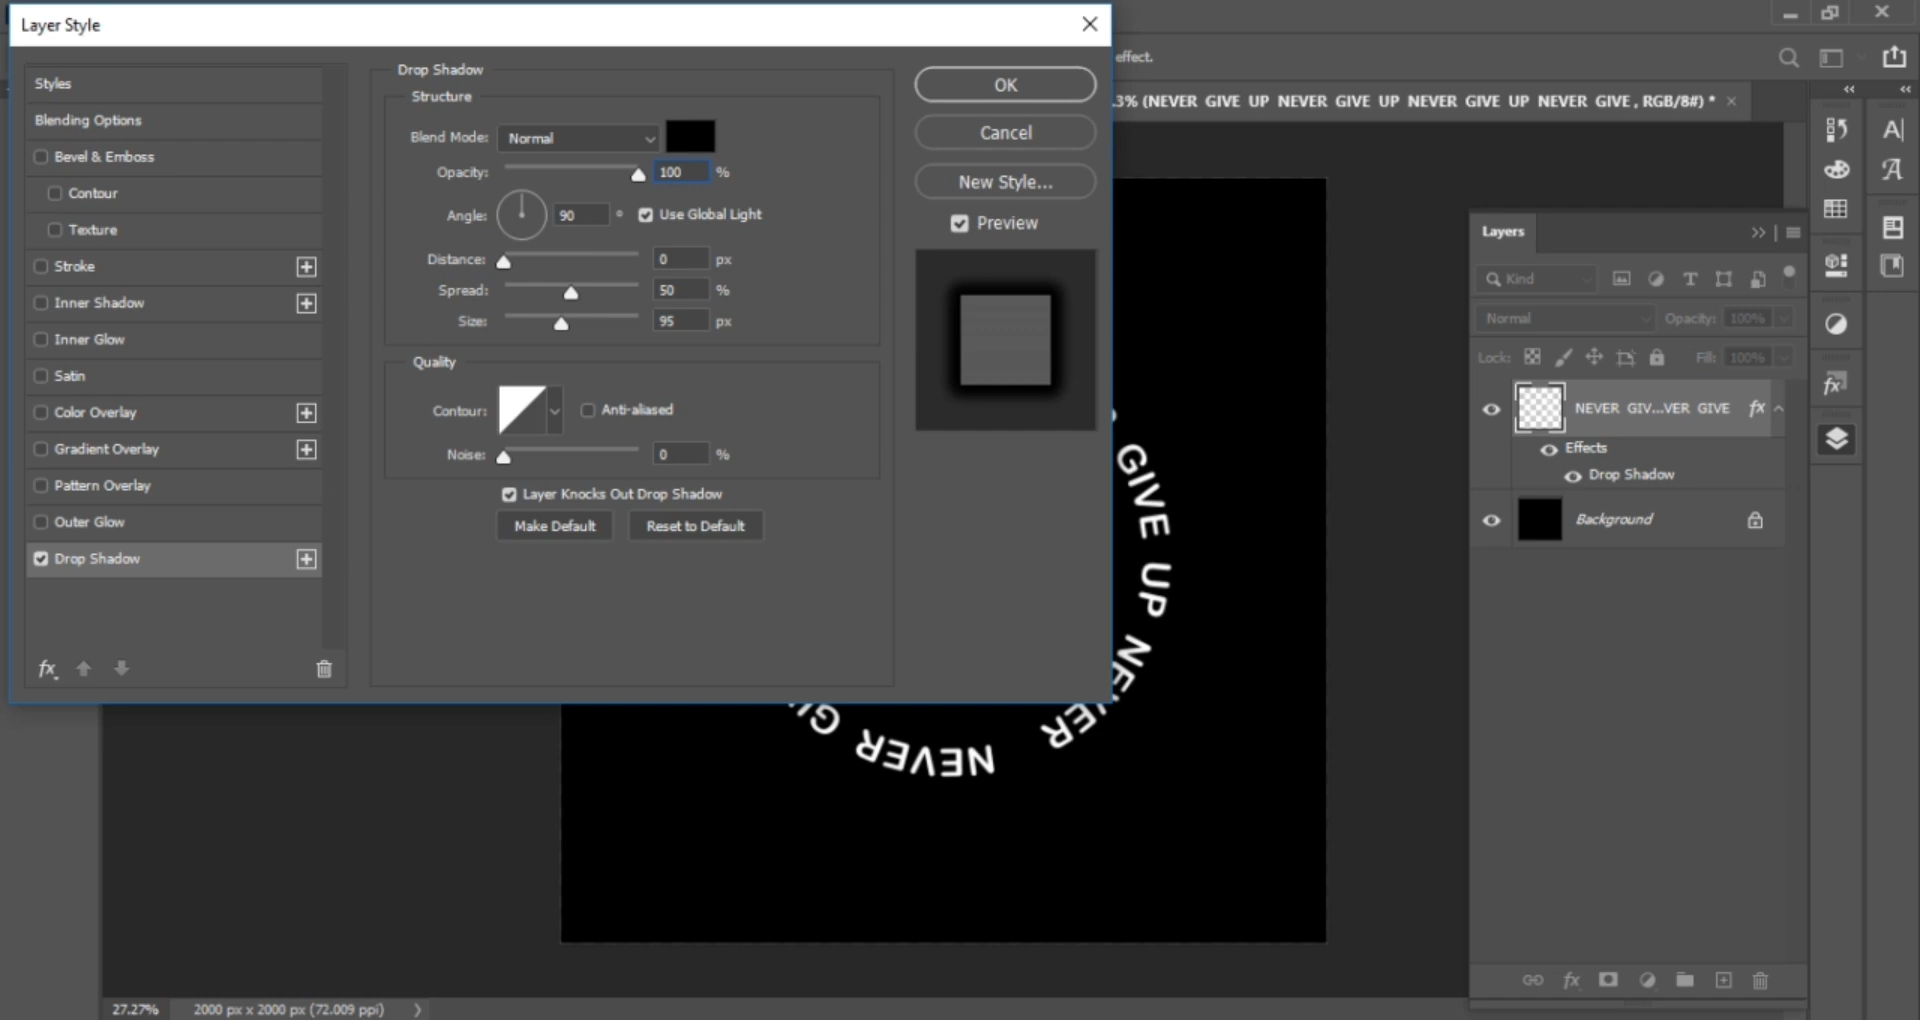 Layer Style
effect.
Styles
Blending Options
Bevel & Emboss
Contour
Texture
Stroke
Inner Shadow
Inner Glow
Satin
Color Overlay
Gradient Overlay
Pattern Overlay
Outer Glow
Drop Shadow
fx
Drop Shadow
Structure
Blend Mode: Normal
Opacity: 100 %
Angle: 90 ° Use Global Light
Distance: 0 px
Spread: 50 %
Size: 95 px
Quality
Contour: Anti-aliased
Noise: 0 %
Layer Knocks Out Drop Shadow
Make Default Reset to Default
OK
Cancel
New Style...
Preview
.3% (NEVER GIVE UP NEVER GIVE UP NEVER GIVE UP NEVER GIVE , RGB/8#) *
GIVE UP NEVER
NEVER GI
Layers
Kind
Normal Opacity: 100%
Lock: Fill: 100%
NEVER GIV...VER GIVE fx
Effects
Drop Shadow
Background
fx
27.27% 2000 px x 2000 px (72.009 ppi)